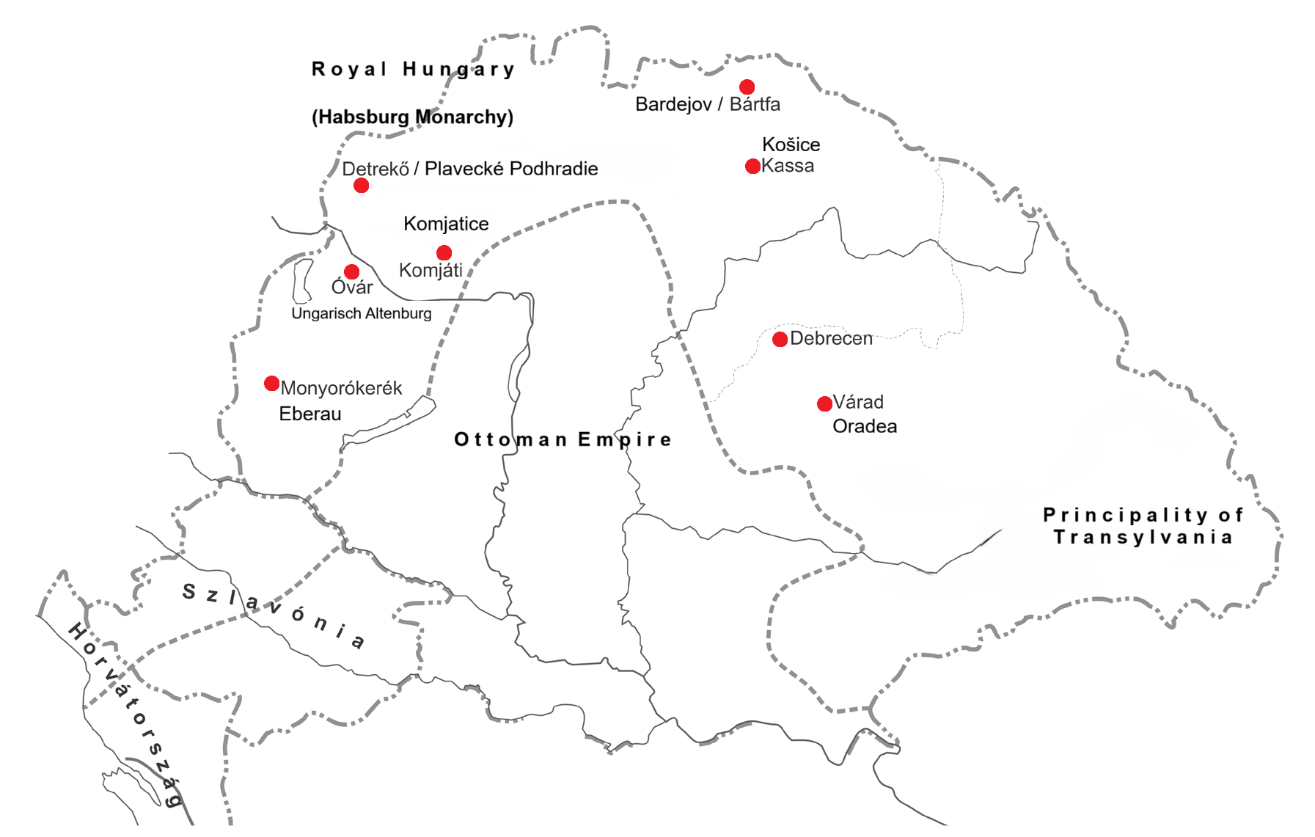 Royal Hungary
(Habsburg Monarchy)
Bardejov / Bártfa
Košice
Kassa
Detrekő / Plavecké Podhradie
Komjatice
Komjáti
Óvár
Ungarisch Altenburg
Debrecen
Monyorókerék
Eberau
Várad
Oradea
Ottoman Empire
Principality of
Transylvania
Szlavónia
Horvátország